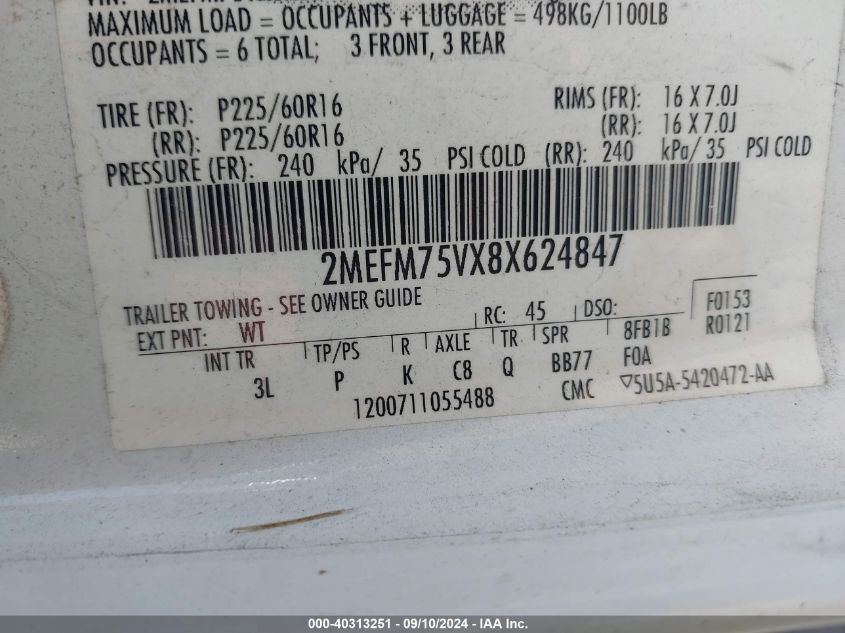 MAXIMUM LOAD = OCCUPANTS + LUGGAGE = 498KG/1100LB
OCCUPANTS = 6 TOTAL; 3 FRONT, 3 REAR
TIRE (FR): P225/60R16 RIMS (FR): 16 X 7.0J
(RR): P225/60R16 (RR): 16 X 7.0J
PRESSURE (FR): 240 kPa/ 35 PSI COLD (RR): 240 kPa/ 35 PSI COLD
2MEFM75VX8X624847
TRAILER TOWING - SEE OWNER GUIDE
EXT PNT: WT RC: 45 DSO: F0153
INT TR TP/PS R AXLE TR SPR 8FB1B R0121
3L P K C8 Q BB77 F0A
1200711055488 CMC ▽5U5A-5420472-AA
000-40313251 - 09/10/2024 - IAA Inc.